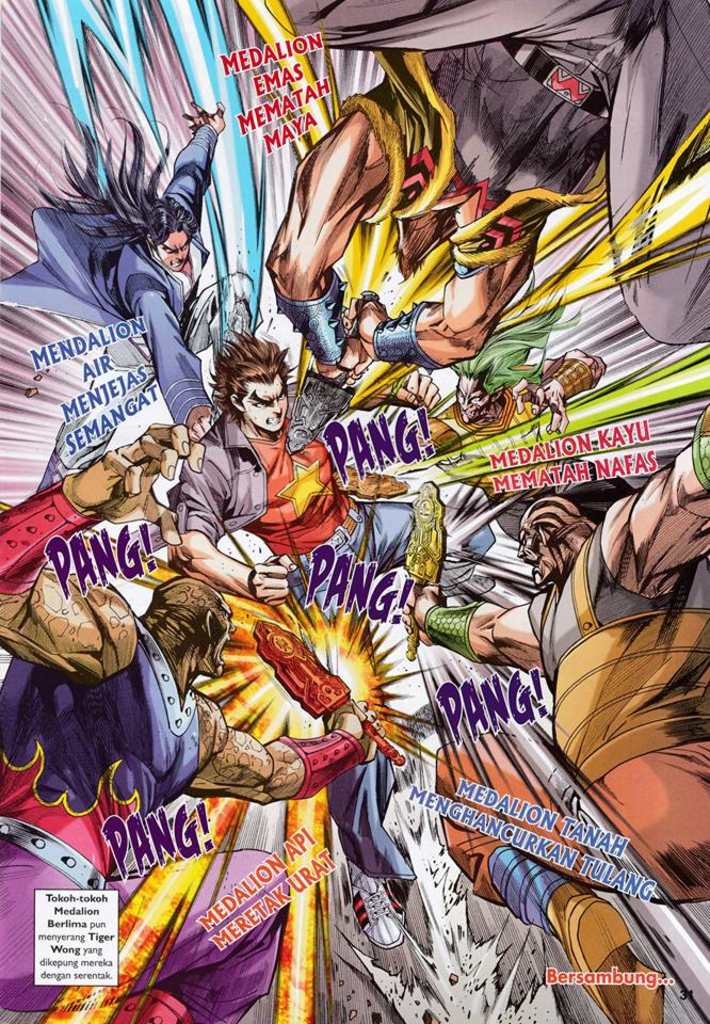 MEDALION
EMAS
MEMATAH
MAYA
MENDALION
AIR
MENJEJAS
SEMANGAT
PANG!
MEDALION KAYU
MEMATAH NAFAS
PANG!
PANG!
PANG!
PANG!
MEDALION TANAH
MENGHANCURKAN TULANG
MEDALION API
MERETAK URAT
Tokoh-tokoh
Medalion
Berlima pun
menyerang Tiger
Wong yang
dikepung mereka
dengan serentak.
Bersambung...
31